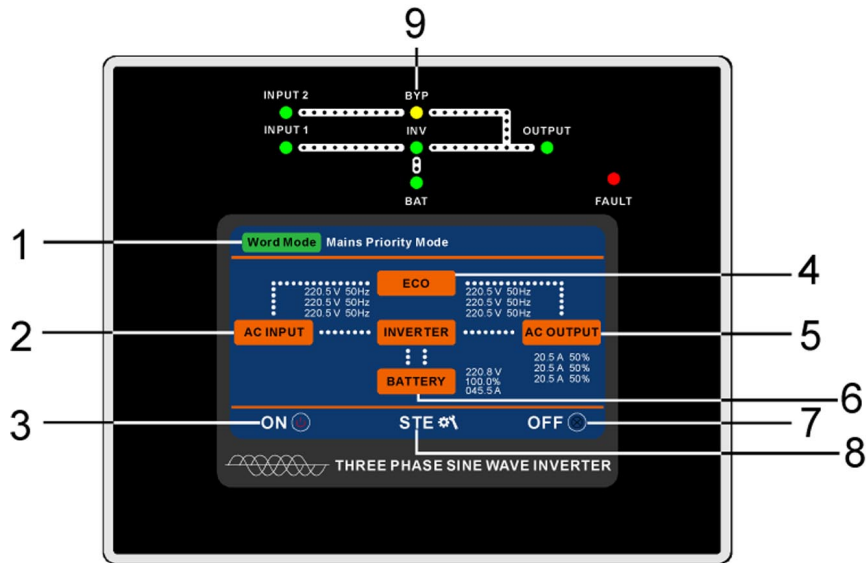 9
INPUT 2 BYP
INPUT 1 INV OUTPUT
BAT FAULT
1 Word Mode Mains Priority Mode
ECO 4
220.5 V 50Hz 220.5 V 50Hz
220.5 V 50Hz 220.5 V 50Hz
220.5 V 50Hz 220.5 V 50Hz
2 AC INPUT INVERTER AC OUTPUT 5
20.5 A 50%
20.5 A 50%
20.5 A 50%
BATTERY 220.8 V
100.0%
045.5 A
6
3 ON STE OFF 7
8
THREE PHASE SINE WAVE INVERTER